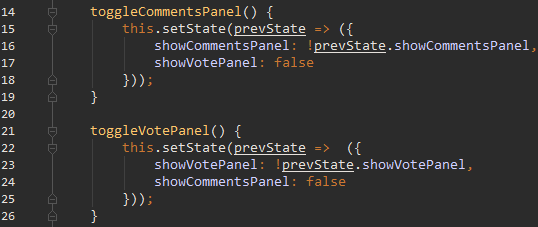 14 toggleCommentsPanel() {
15 this.setState(prevState => ({
16 showCommentsPanel: !prevState.showCommentsPanel,
17 showVotePanel: false
18 }));
19 }
20
21 toggleVotePanel() {
22 this.setState(prevState =>  ({
23 showVotePanel: !prevState.showVotePanel,
24 showCommentsPanel: false
25 }));
26 }